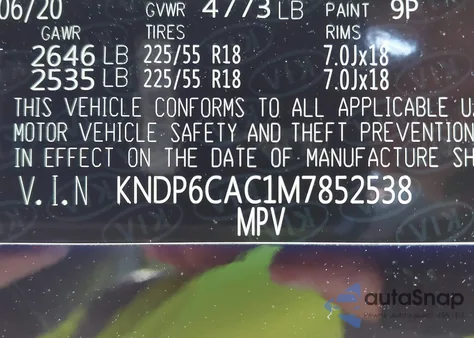 06/20 GVWR 4773 LB PAINT 9P
GAWR TIRES RIMS
2646 LB 225/55 R18 7.0Jx18
2535 LB 225/55 R18 7.0Jx18
THIS VEHICLE CONFORMS TO ALL APPLICABLE U
MOTOR VEHICLE SAFETY AND THEFT PREVENTION
IN EFFECT ON THE DATE OF MANUFACTURE SH
V.I.N KNDP6CAC1M7852538
MPV
autoSnap